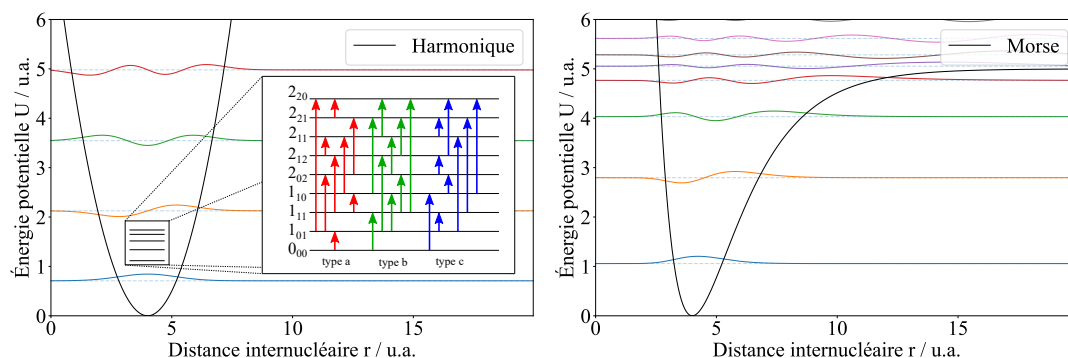 6
5
4
3
2
1
0
Énergie potentielle U / u.a.
Harmonique
2₂₀
2₂₁
2₁₁
2₁₂
2₀₂
1₁₀
1₁₁
1₀₁
0₀₀
type a type b type c
0 5 10 15
Distance internucléaire r / u.a.
6
5
4
3
2
1
0
Énergie potentielle U / u.a.
Morse
0 5 10 15
Distance internucléaire r / u.a.